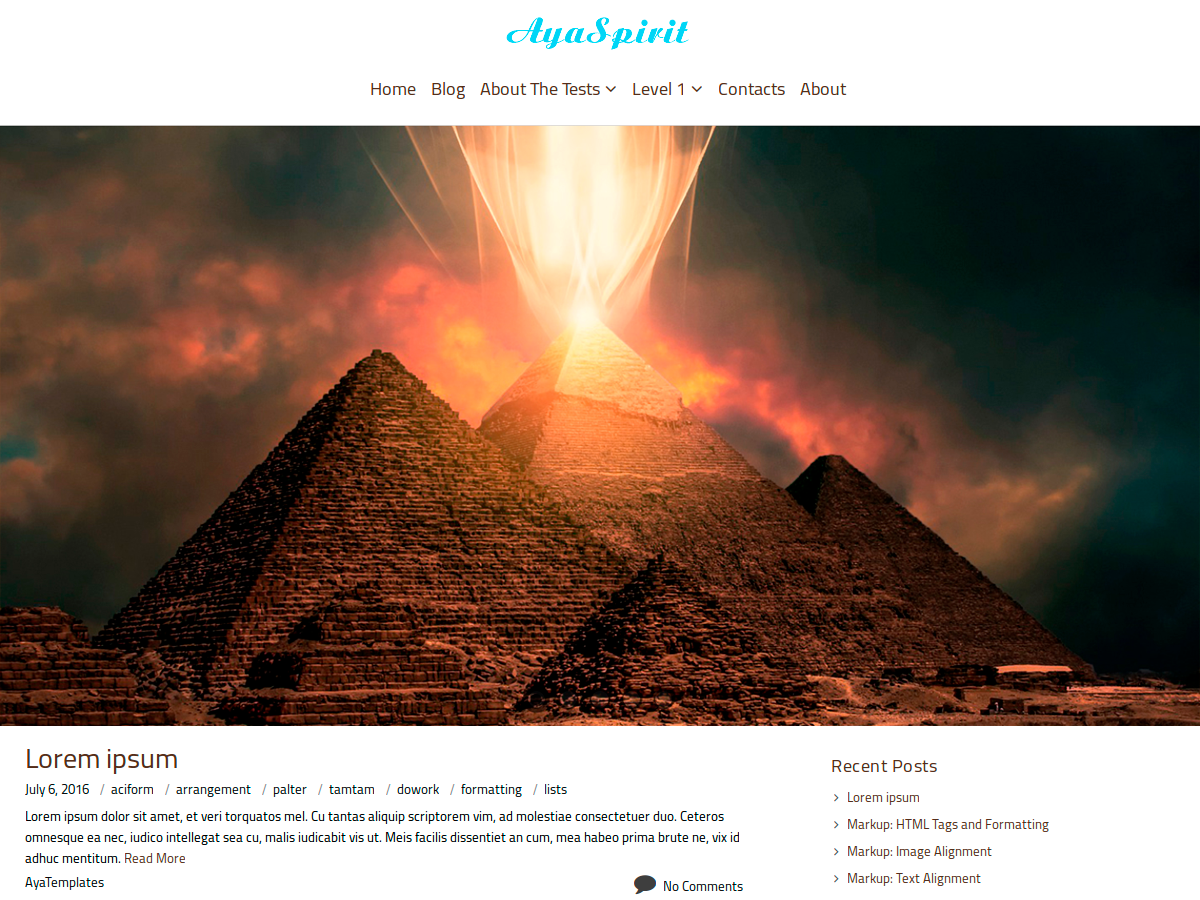 AyaSpirit
Home Blog About The Tests Level 1 Contacts About
Lorem ipsum
July 6, 2016 / aciform / arrangement / palter / tamtam / dowork / formatting / lists
Lorem ipsum dolor sit amet, et veri torquatos mel. Cu tantas aliquip scriptorem vim, ad molestiae consectetuer duo. Ceteros
omnesque ea nec, iudico intellegat sea cu, malis iudicabit vis ut. Meis facilis dissentiet an cum, mea habeo prima brute ne, vix id
adhuc mentitum. Read More
AyaTemplates
No Comments
Recent Posts
Lorem ipsum
Markup: HTML Tags and Formatting
Markup: Image Alignment
Markup: Text Alignment